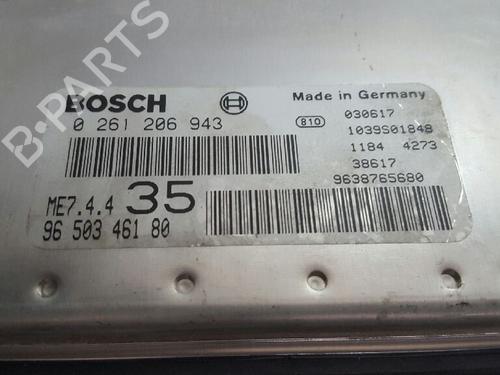 B-PARTS
BOSCH
Made in Germany
0 261 206 943
810
030617
1039S01848
1184 4273
38617
9638765680
ME7.4.4 35
96 503 461 80